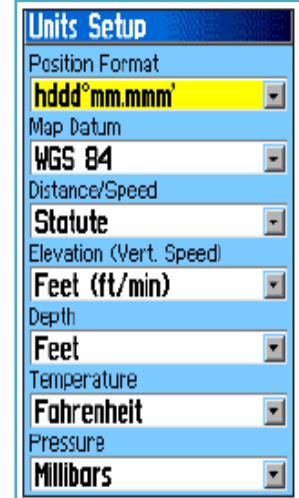 Units Setup
Position Format
hddd°mm.mmm'
Map Datum
WGS 84
Distance/Speed
Statute
Elevation (Vert. Speed)
Feet (ft/min)
Depth
Feet
Temperature
Fahrenheit
Pressure
Millibars